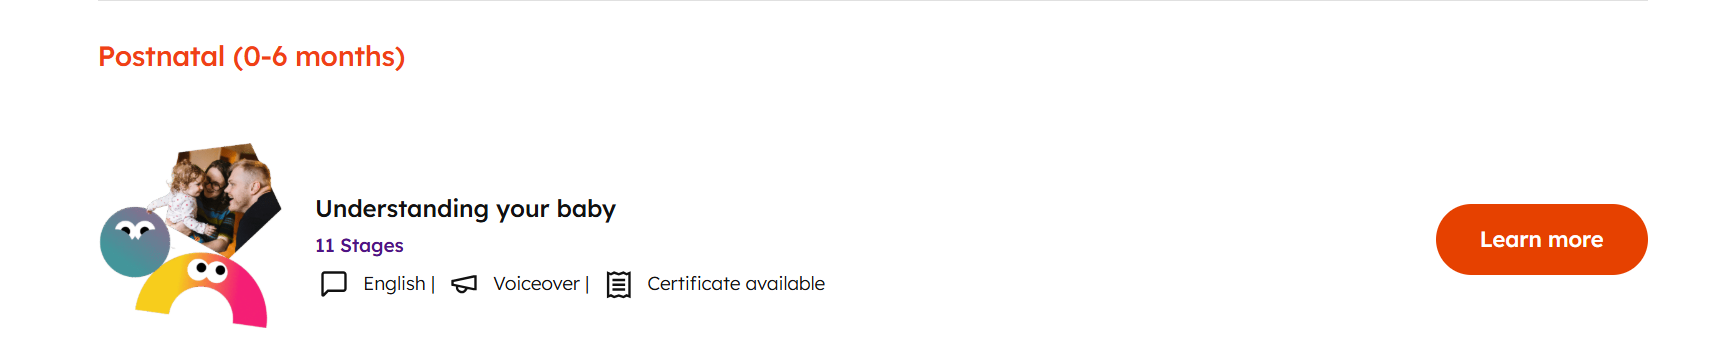 Postnatal (0-6 months)
Understanding your baby
11 Stages
English | Voiceover | Certificate available
Learn more